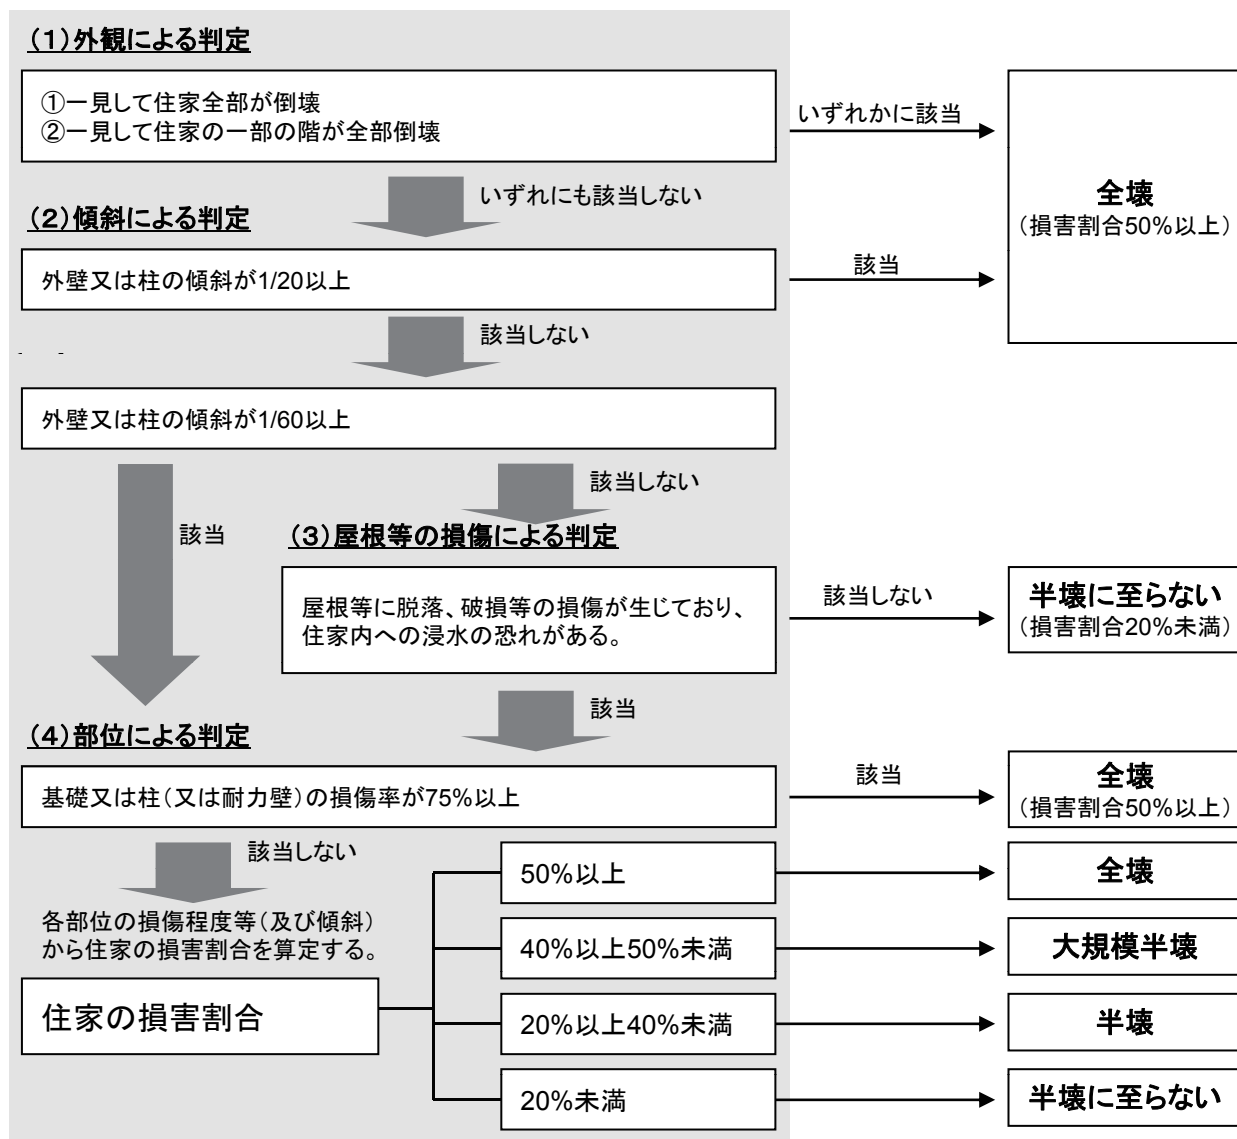 (1)外観による判定
①一見して住家全部が倒壊
②一見して住家の一部の階が全部倒壊
いずれかに該当
全壊
(損害割合50%以上)
いずれにも該当しない
(2)傾斜による判定
外壁又は柱の傾斜が1/20以上
該当
該当しない
外壁又は柱の傾斜が1/60以上
該当しない
該当
(3)屋根等の損傷による判定
屋根等に脱落、破損等の損傷が生じており、
住家内への浸水の恐れがある。
該当しない
半壊に至らない
(損害割合20%未満)
該当
(4)部位による判定
基礎又は柱(又は耐力壁)の損傷率が75%以上
該当
全壊
(損害割合50%以上)
該当しない
各部位の損傷程度等(及び傾斜)
から住家の損害割合を算定する。
住家の損害割合
50%以上
全壊
40%以上50%未満
大規模半壊
20%以上40%未満
半壊
20%未満
半壊に至らない